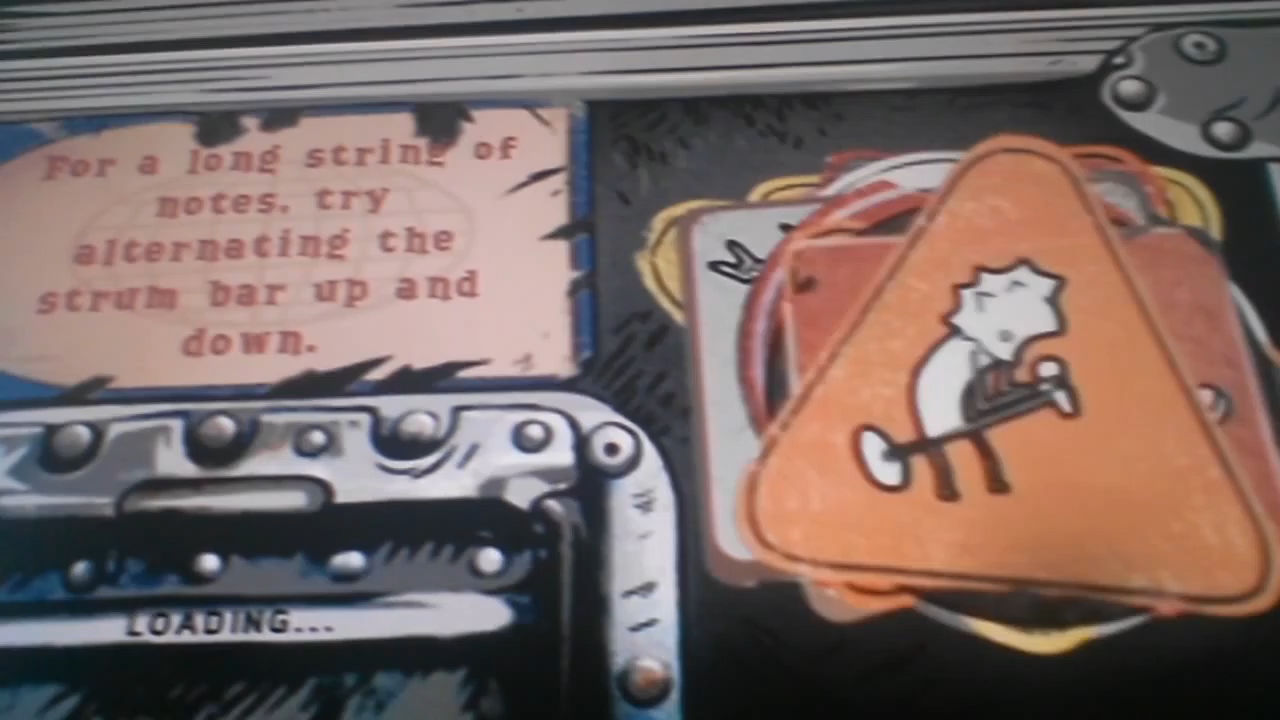 For a long string of
notes, try
alternating the
strum bar up and
down.
LOADING...